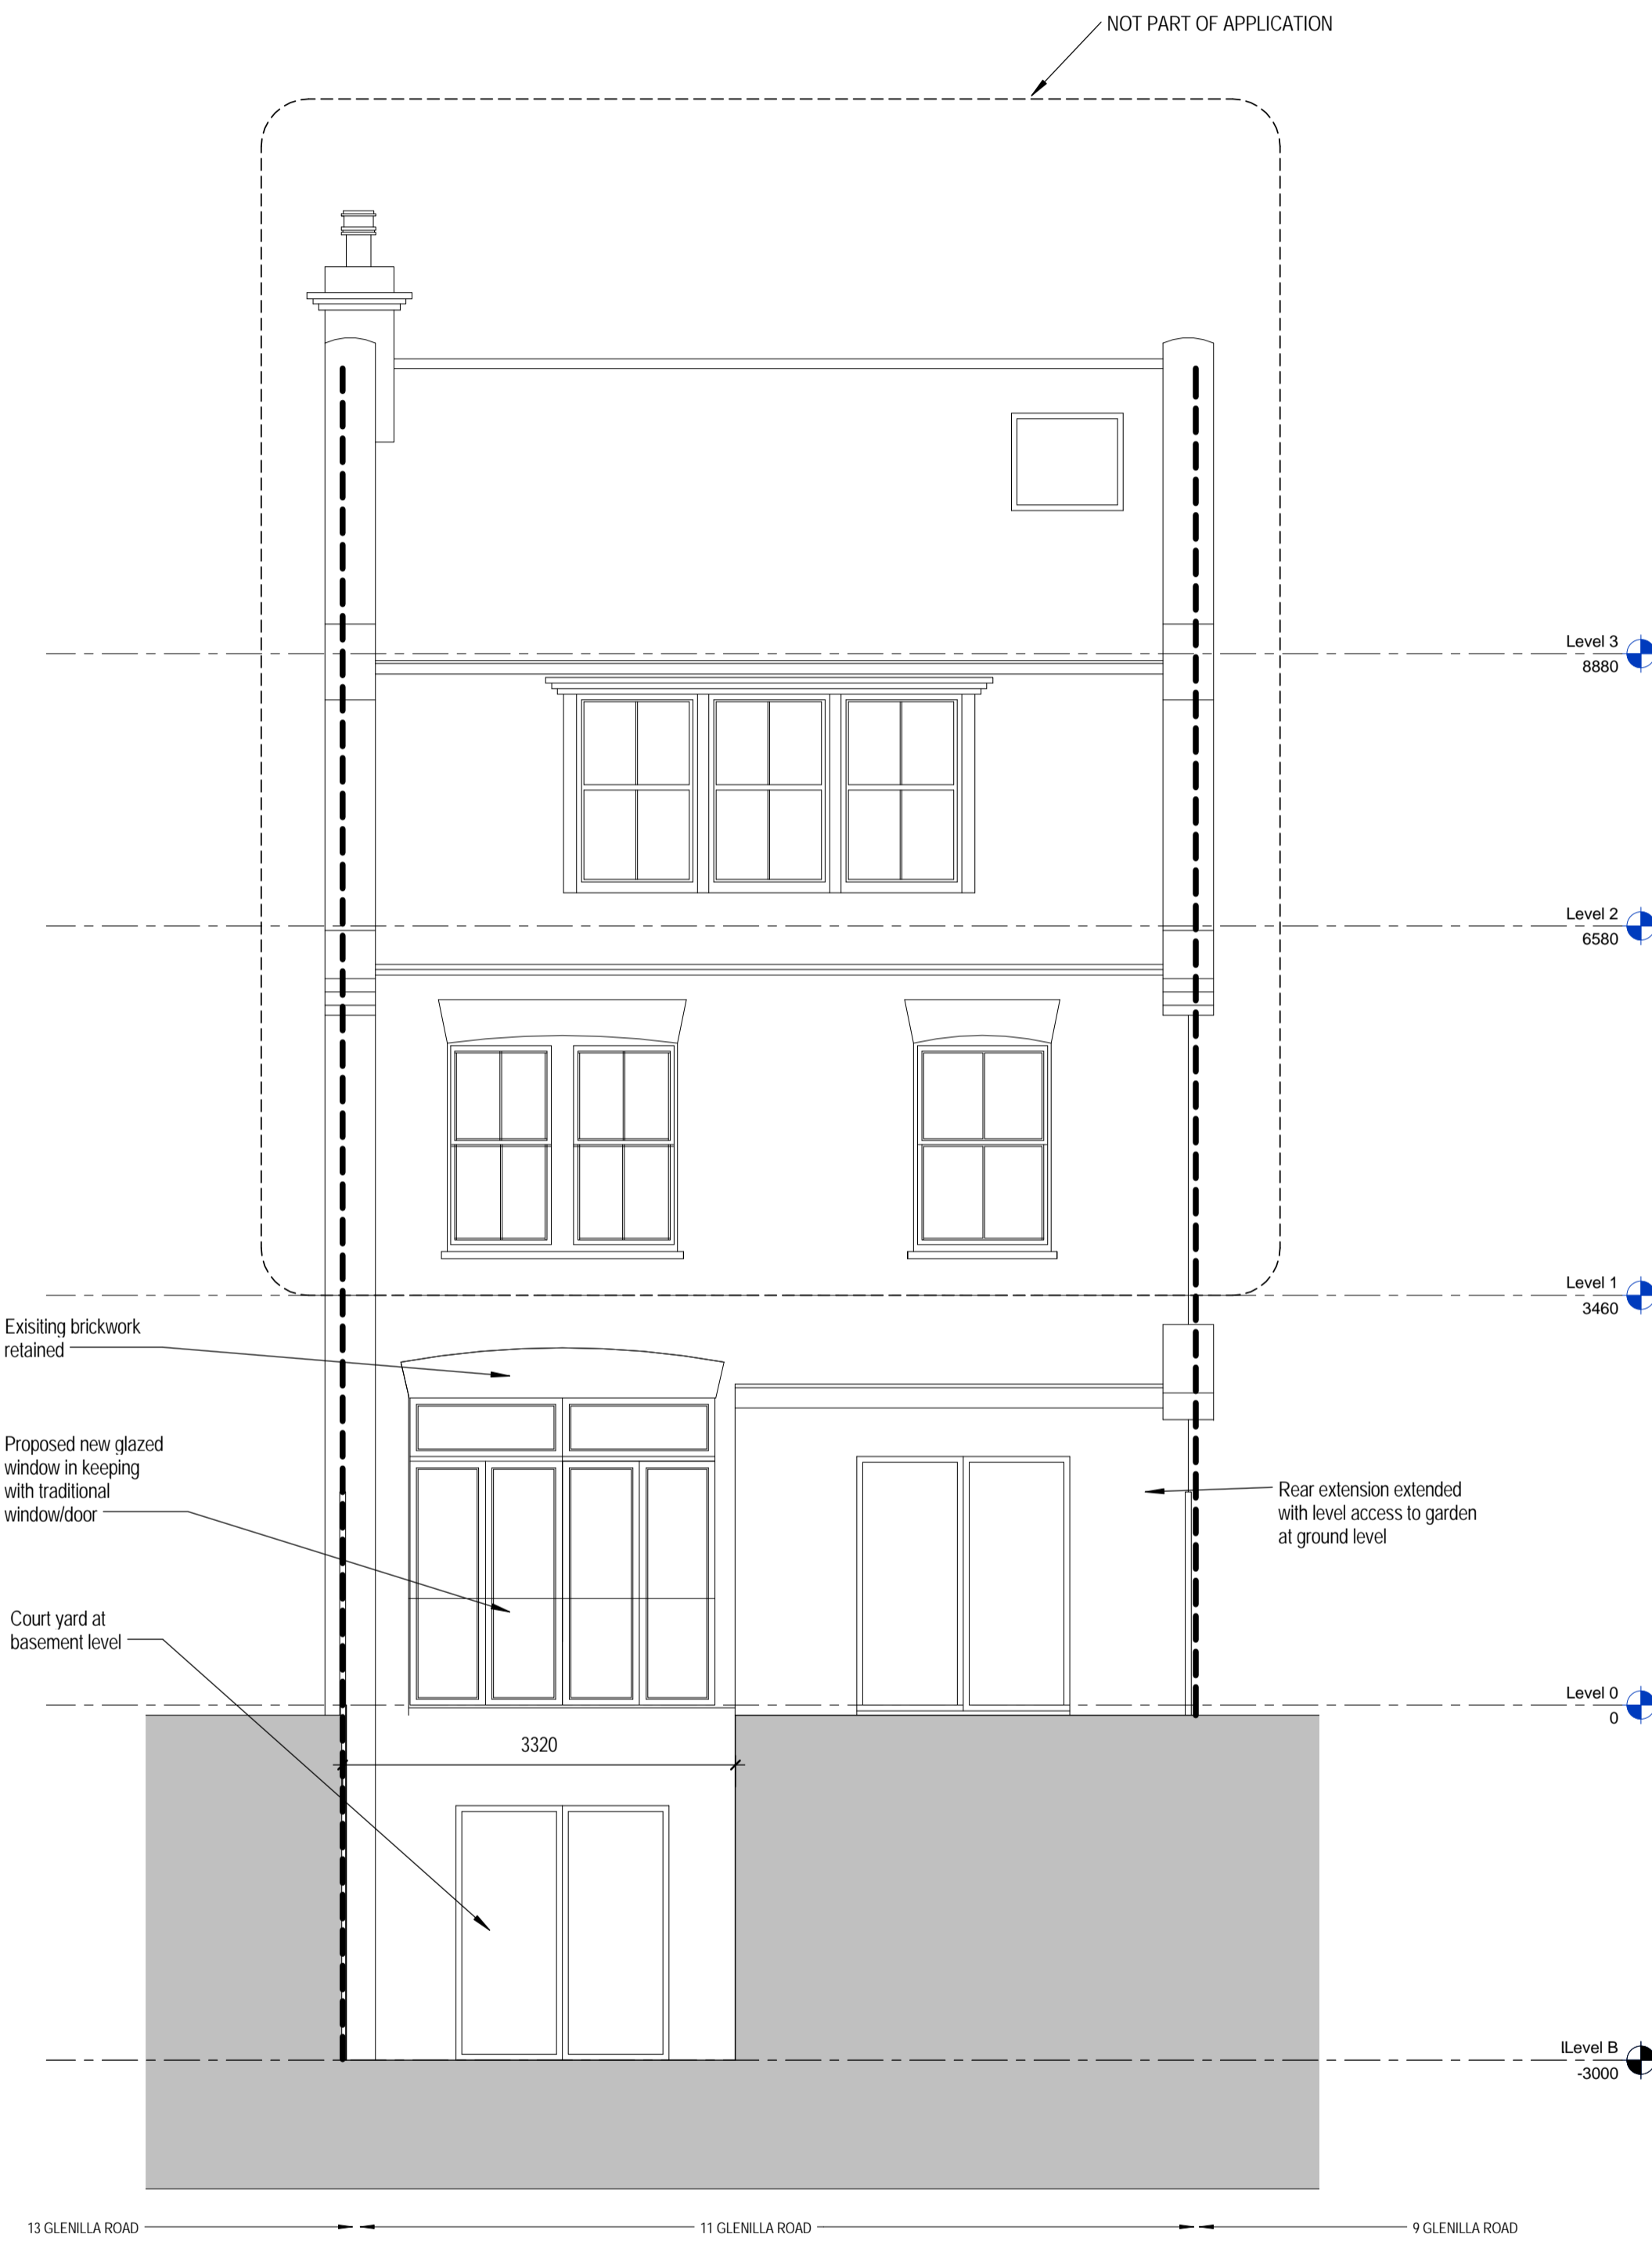 NOT PART OF APPLICATION
Level 3
8880
Level 2
6580
Level 1
3460
Exisiting brickwork
retained
Proposed new glazed
window in keeping
with traditional
window/door
Rear extension extended
with level access to garden
at ground level
Court yard at
basement level
Level 0
0
3320
lLevel B
-3000
13 GLENILLA ROAD
11 GLENILLA ROAD
9 GLENILLA ROAD